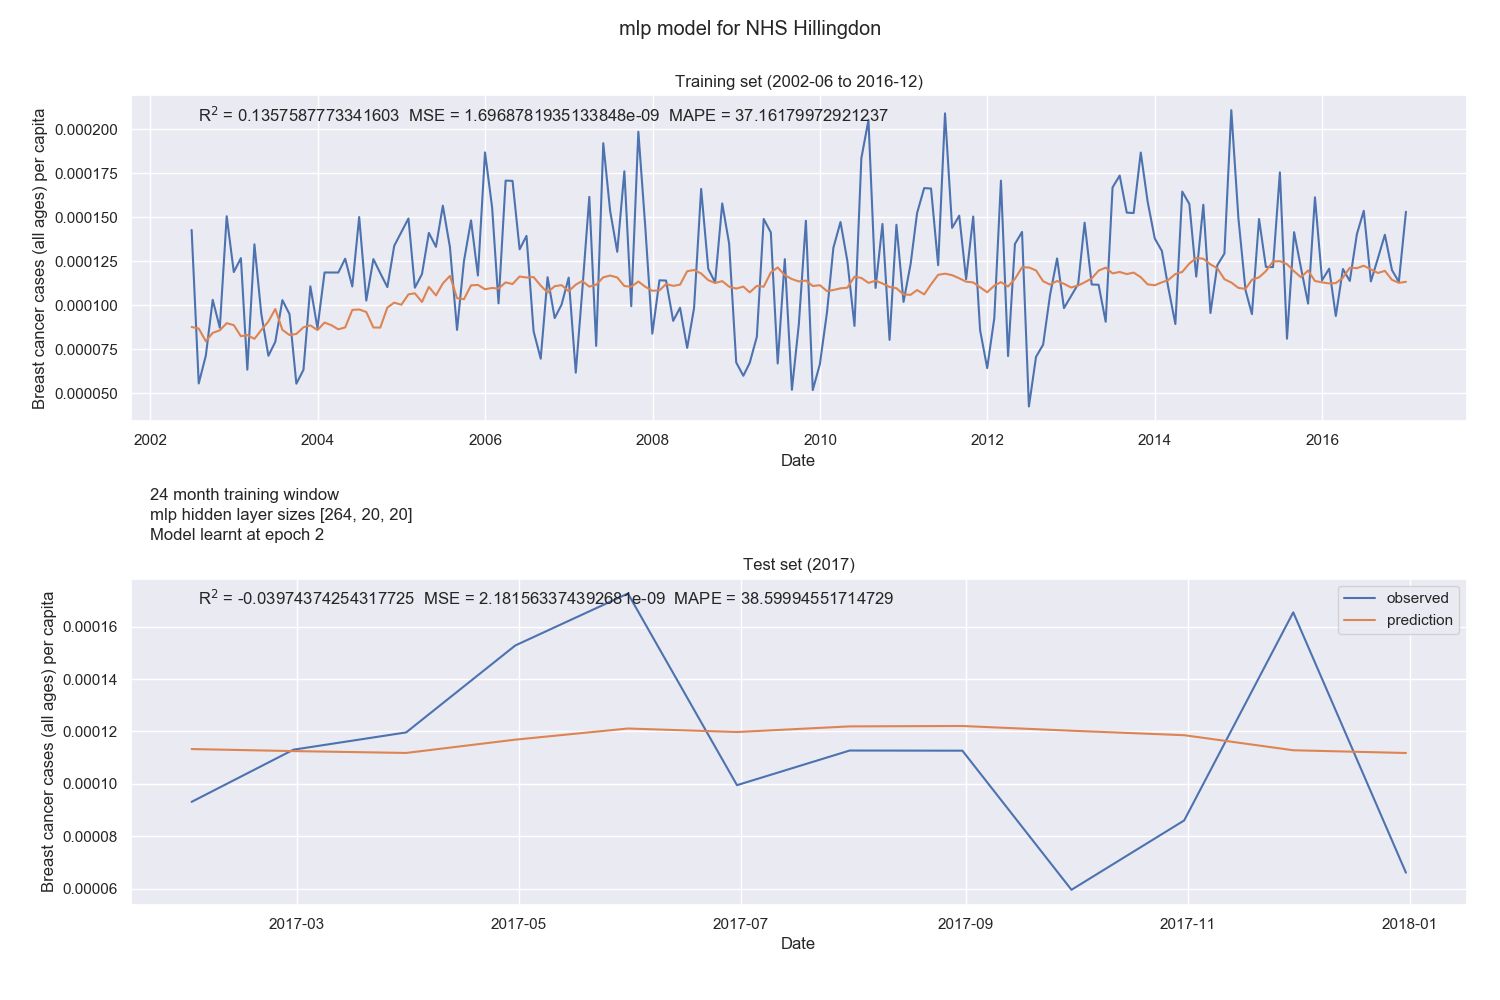 mlp model for NHS Hillingdon
Training set (2002-06 to 2016-12)
R² = 0.1357587773341603 MSE = 1.6968781935133848e-09 MAPE = 37.16179972921237
Breast cancer cases (all ages) per capita
0.000200
0.000175
0.000150
0.000125
0.000100
0.000075
0.000050
2002 2004 2006 2008 2010 2012 2014 2016
Date
24 month training window
mlp hidden layer sizes [264, 20, 20]
Model learnt at epoch 2
Test set (2017)
R² = -0.03974374254317725 MSE = 2.181563374392681e-09 MAPE = 38.59994551714729
observed
prediction
Breast cancer cases (all ages) per capita
0.00016
0.00014
0.00012
0.00010
0.00008
0.00006
2017-03 2017-05 2017-07 2017-09 2017-11 2018-01
Date